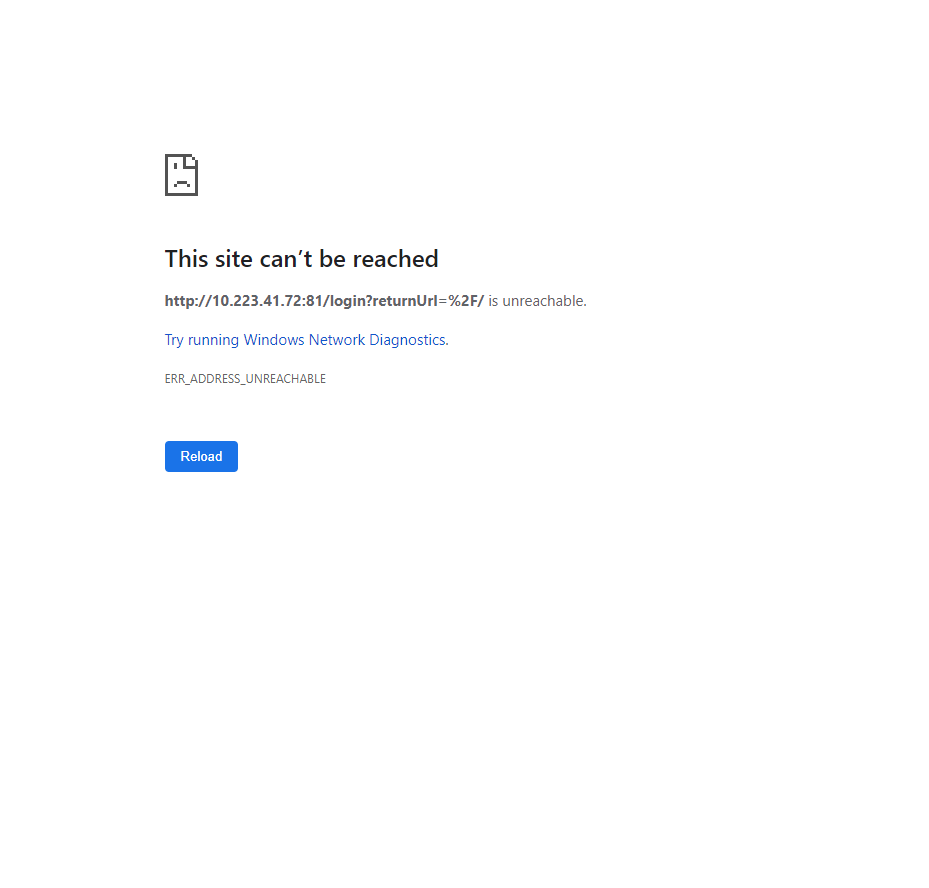 This site can’t be reached
http://10.223.41.72:81/login?returnUrl=%2F/ is unreachable.
Try running Windows Network Diagnostics.
ERR_ADDRESS_UNREACHABLE
Reload